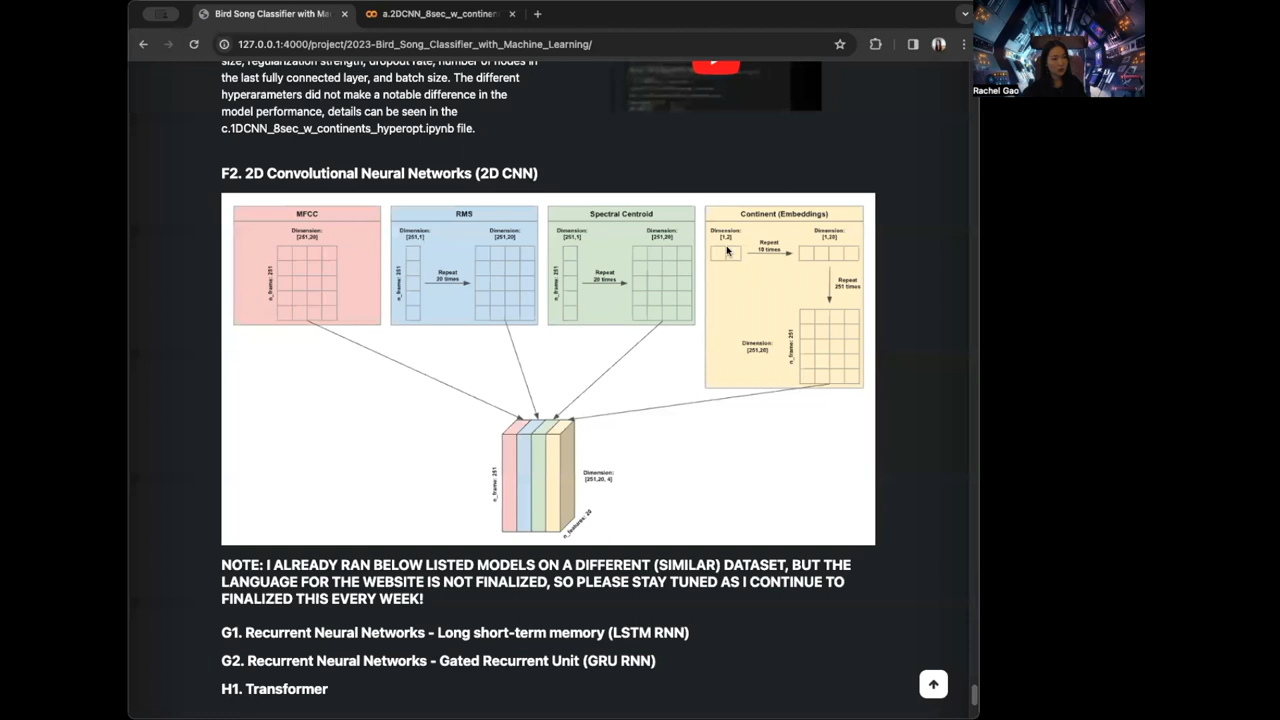 Bird Song Classifier with Ma
a.2DCNN_8sec_w_continen
127.0.0.1:4000/project/2023-Bird_Song_Classifier_with_Machine_Learning/
Rachel Gao
size, regularization strength, dropout rate, number of nodes in
the last fully connected layer, and batch size. The different
hyperarameters did not make a notable difference in the
model performance, details can be seen in the
c.1DCNN_8sec_w_continents_hyperopt.ipynb file.
F2. 2D Convolutional Neural Networks (2D CNN)
MFCC
Dimension:
[251,20]
n_frame: 251
RMS
Dimension:
[251,1]
n_frame: 251
Repeat
20 times
Dimension:
[251,20]
Spectral Centroid
Dimension:
[251,1]
n_frame: 251
Repeat
20 times
Dimension:
[251,20]
Continent (Embeddings)
Dimension:
[1,2]
Repeat
10 times
Dimension:
[1,20]
Repeat
251 times
Dimension:
[251,20]
n_frame: 251
n_frame: 251
Dimension:
[251,20, 4]
n_features: 20
NOTE: I ALREADY RAN BELOW LISTED MODELS ON A DIFFERENT (SIMILAR) DATASET, BUT THE
LANGUAGE FOR THE WEBSITE IS NOT FINALIZED, SO PLEASE STAY TUNED AS I CONTINUE TO
FINALIZED THIS EVERY WEEK!
G1. Recurrent Neural Networks - Long short-term memory (LSTM RNN)
G2. Recurrent Neural Networks - Gated Recurrent Unit (GRU RNN)
H1. Transformer